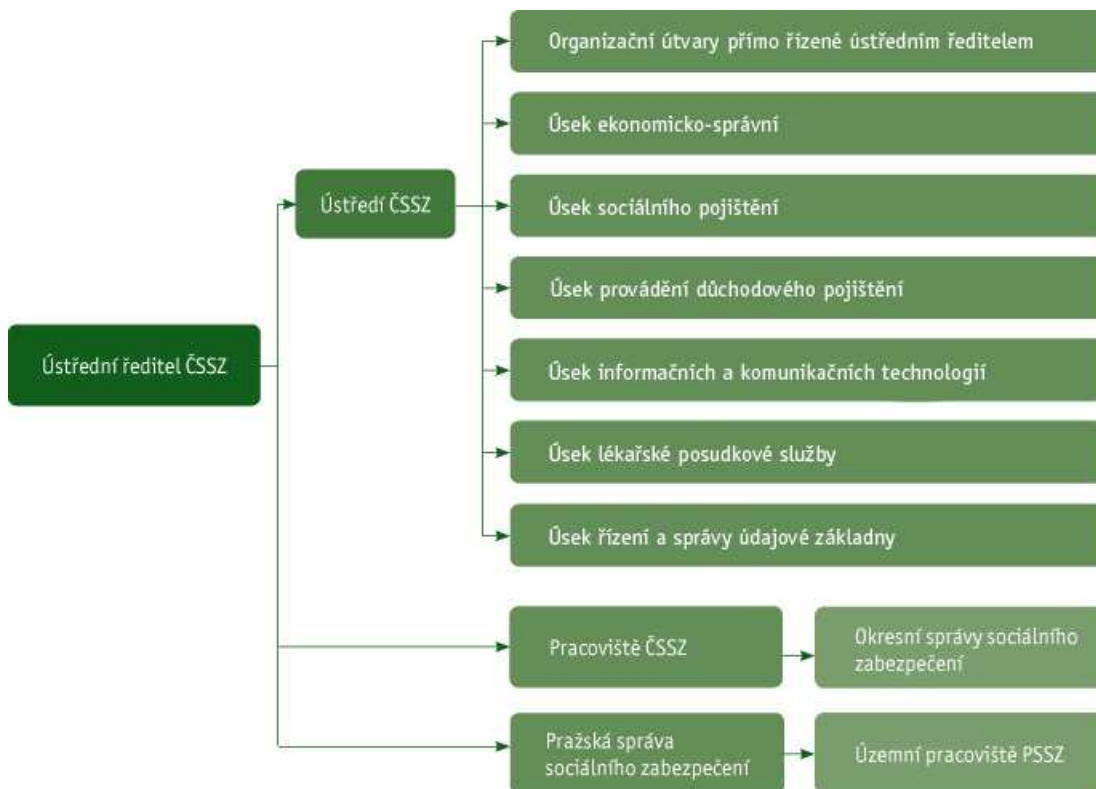 Organizační útvary přímo řízené ústředním ředitelem
Úsek ekonomicko-správní
Ústředí ČSSZ
Úsek sociálního pojištění
Úsek provádění důchodového pojištění
Ústřední ředitel ČSSZ
Úsek informačních a komunikačních technologií
Úsek lékařské posudkové služby
Úsek řízení a správy údajové základny
Pracoviště ČSSZ
Okresní správy sociálního
zabezpečení
Pražská správa
sociálního zabezpečení
Územní pracoviště PSSZ